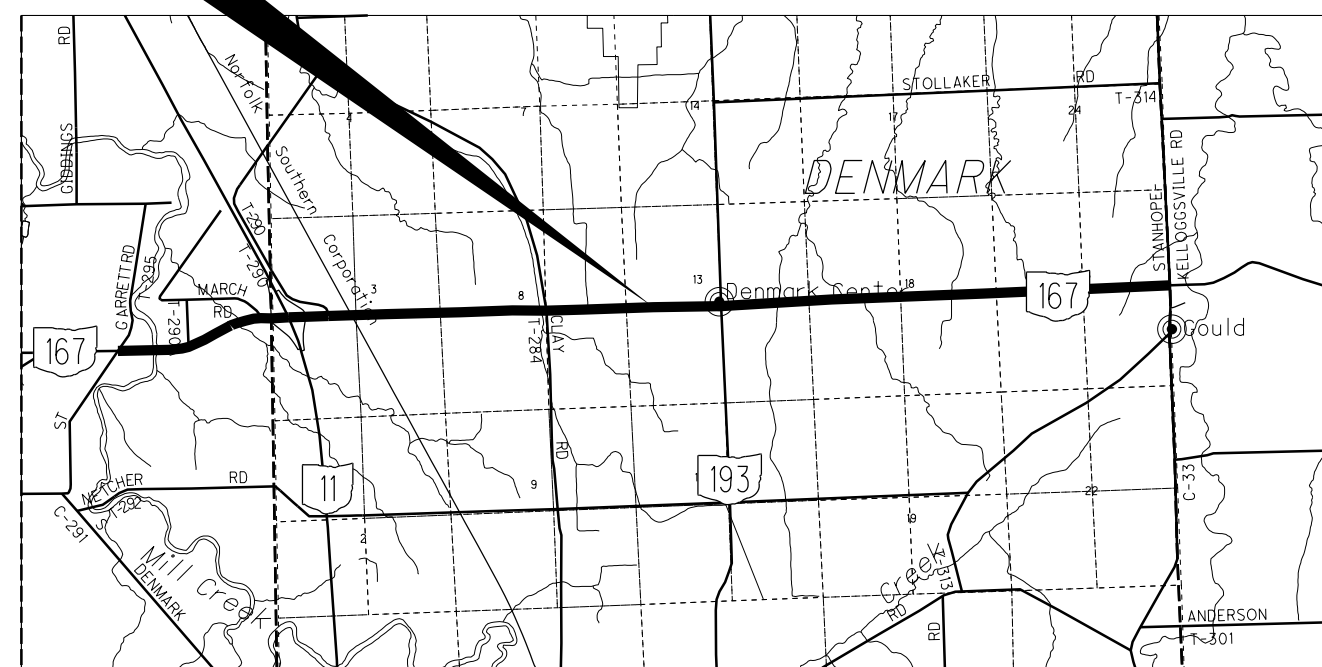 RD
GIDDINGS
Norfolk
Southern
Corporation
STOLLAKER RD
T-314
4
7
14
17
24
DENMARK
STANHOPE-
KELLOGGSVILLE RD
T-290
T-290
GARRETT RD
T-295
MARCH
RD
T-290
3
8
13
18
Denmark Center
167
167
Gould
CLAY
T-284
RD
ST
11
193
9
2
19
22
C-33
NETCHER RD
T-292
C-291
DENMARK
Mill Creek
Creek
T-313
RD
RD
ANDERSON
T-301